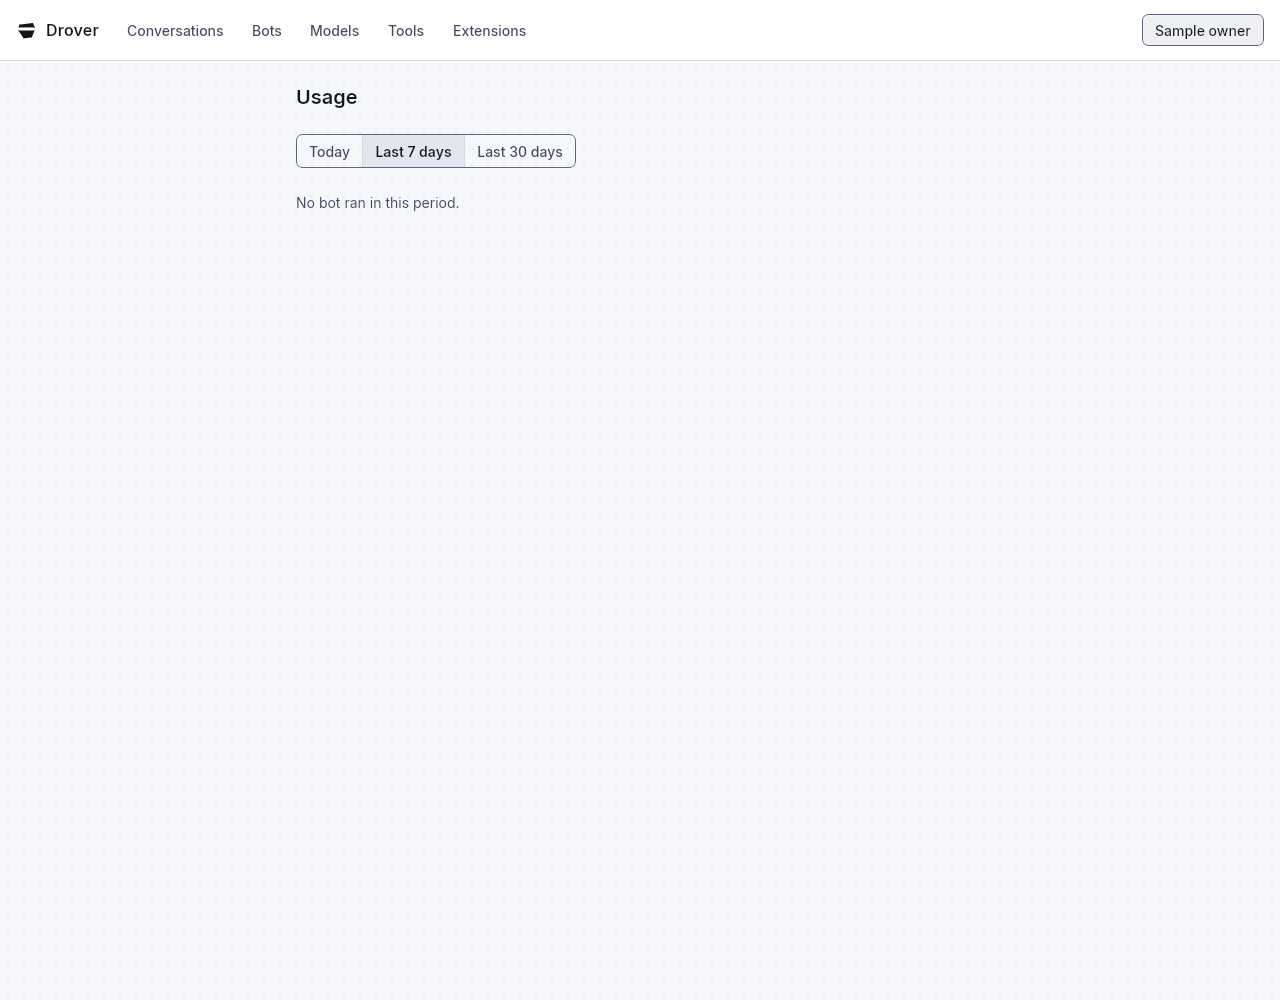 Drover
Conversations
Bots
Models
Tools
Extensions
Sample owner
Usage
Today
Last 7 days
Last 30 days
No bot ran in this period.